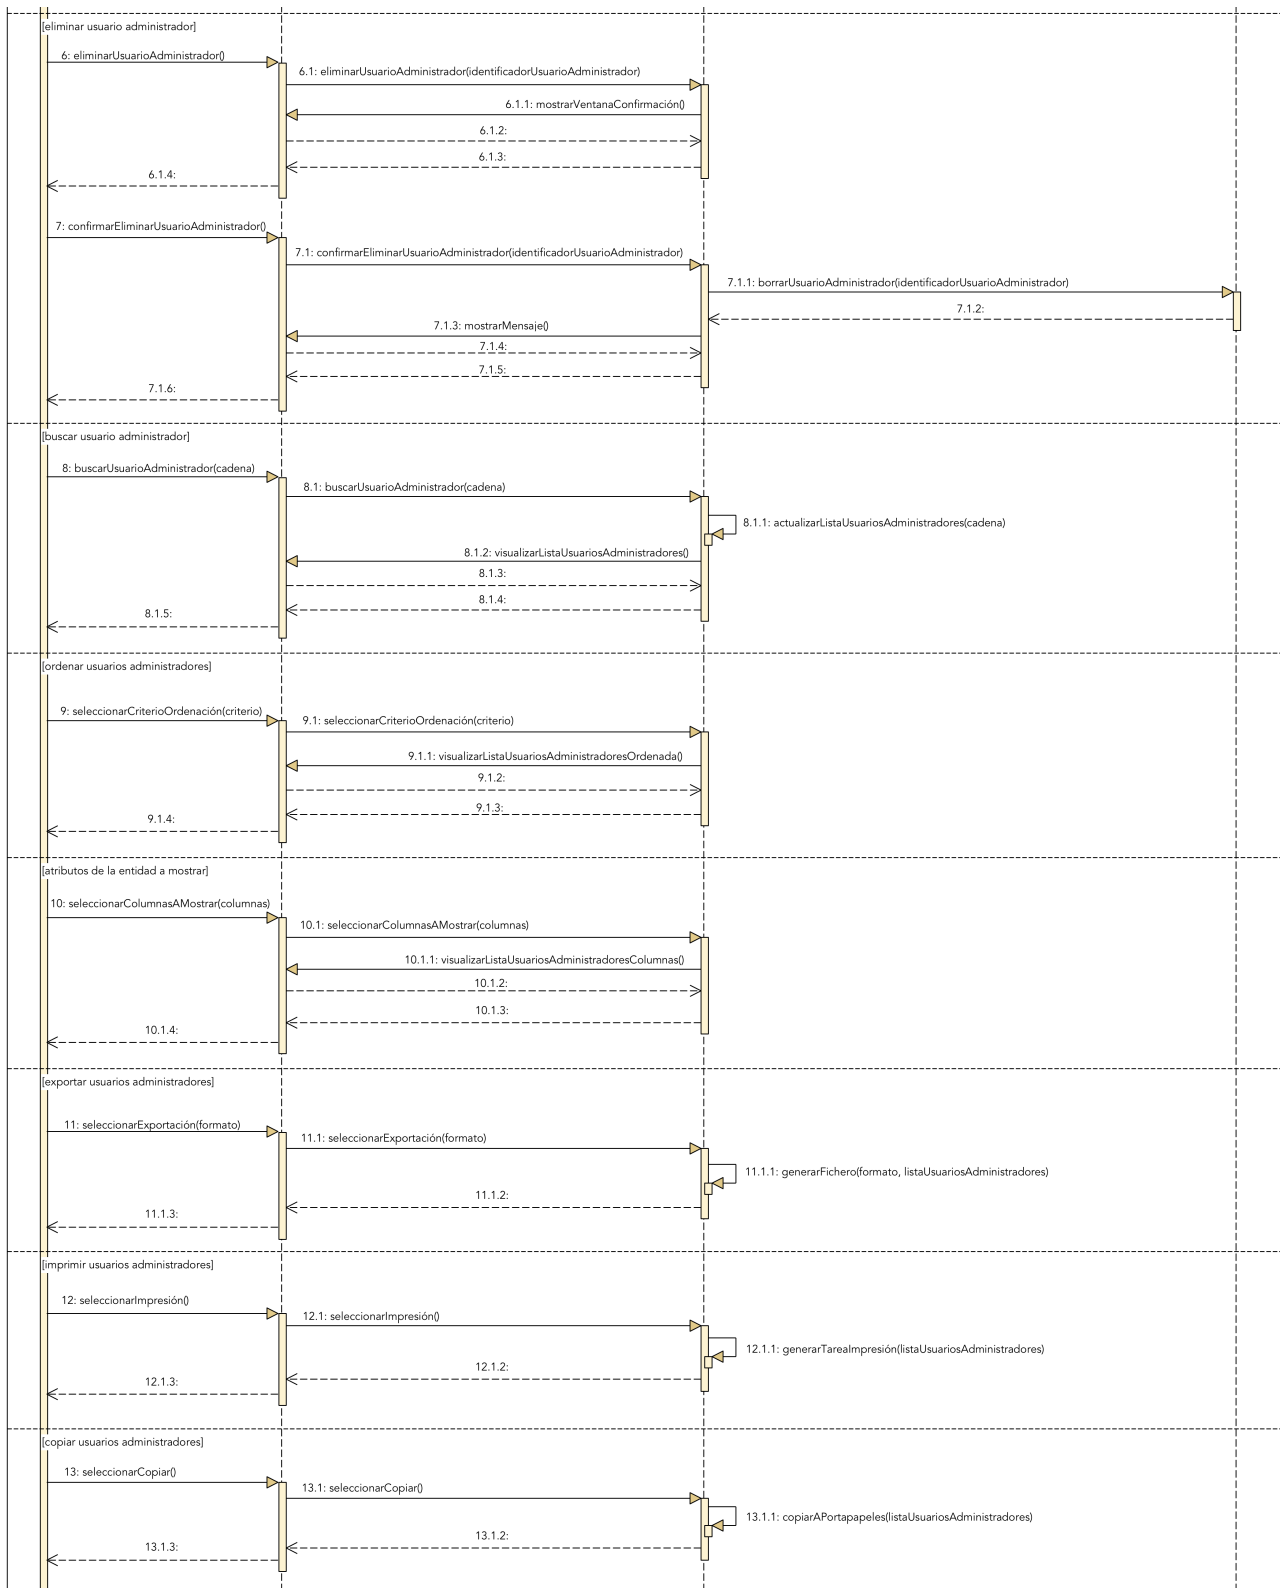 [eliminar usuario administrador]
6: eliminarUsuarioAdministrador()
6.1: eliminarUsuarioAdministrador(identificadorUsuarioAdministrador)
6.1.1: mostrarVentanaConfirmación()
6.1.2:
6.1.3:
6.1.4:
7: confirmarEliminarUsuarioAdministrador()
7.1: confirmarEliminarUsuarioAdministrador(identificadorUsuarioAdministrador)
7.1.1: borrarUsuarioAdministrador(identificadorUsuarioAdministrador)
7.1.2:
7.1.3: mostrarMensaje()
7.1.4:
7.1.5:
7.1.6:
[buscar usuario administrador]
8: buscarUsuarioAdministrador(cadena)
8.1: buscarUsuarioAdministrador(cadena)
8.1.1: actualizarListaUsuariosAdministradores(cadena)
8.1.2: visualizarListaUsuariosAdministradores()
8.1.3:
8.1.4:
8.1.5:
[ordenar usuarios administradores]
9: seleccionarCriterioOrdenación(criterio)
9.1: seleccionarCriterioOrdenación(criterio)
9.1.1: visualizarListaUsuariosAdministradoresOrdenada()
9.1.2:
9.1.3:
9.1.4:
[atributos de la entidad a mostrar]
10: seleccionarColumnasAMostrar(columnas)
10.1: seleccionarColumnasAMostrar(columnas)
10.1.1: visualizarListaUsuariosAdministradoresColumnas()
10.1.2:
10.1.3:
10.1.4:
[exportar usuarios administradores]
11: seleccionarExportación(formato)
11.1: seleccionarExportación(formato)
11.1.1: generarFichero(formato, listaUsuariosAdministradores)
11.1.2:
11.1.3:
[imprimir usuarios administradores]
12: seleccionarImpresión()
12.1: seleccionarImpresión()
12.1.1: generarTareaImpresión(listaUsuariosAdministradores)
12.1.2:
12.1.3:
[copiar usuarios administradores]
13: seleccionarCopiar()
13.1: seleccionarCopiar()
13.1.1: copiarAPortapapeles(listaUsuariosAdministradores)
13.1.2:
13.1.3: